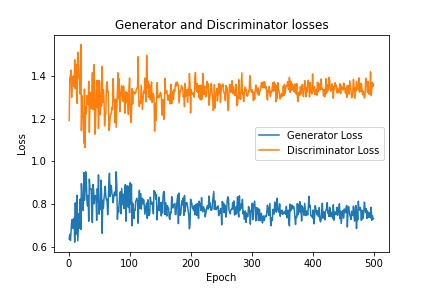 Generator and Discriminator losses
Loss
1.4
1.2
1.0
0.8
0.6
Generator Loss
Discriminator Loss
0
100
200
300
400
500
Epoch